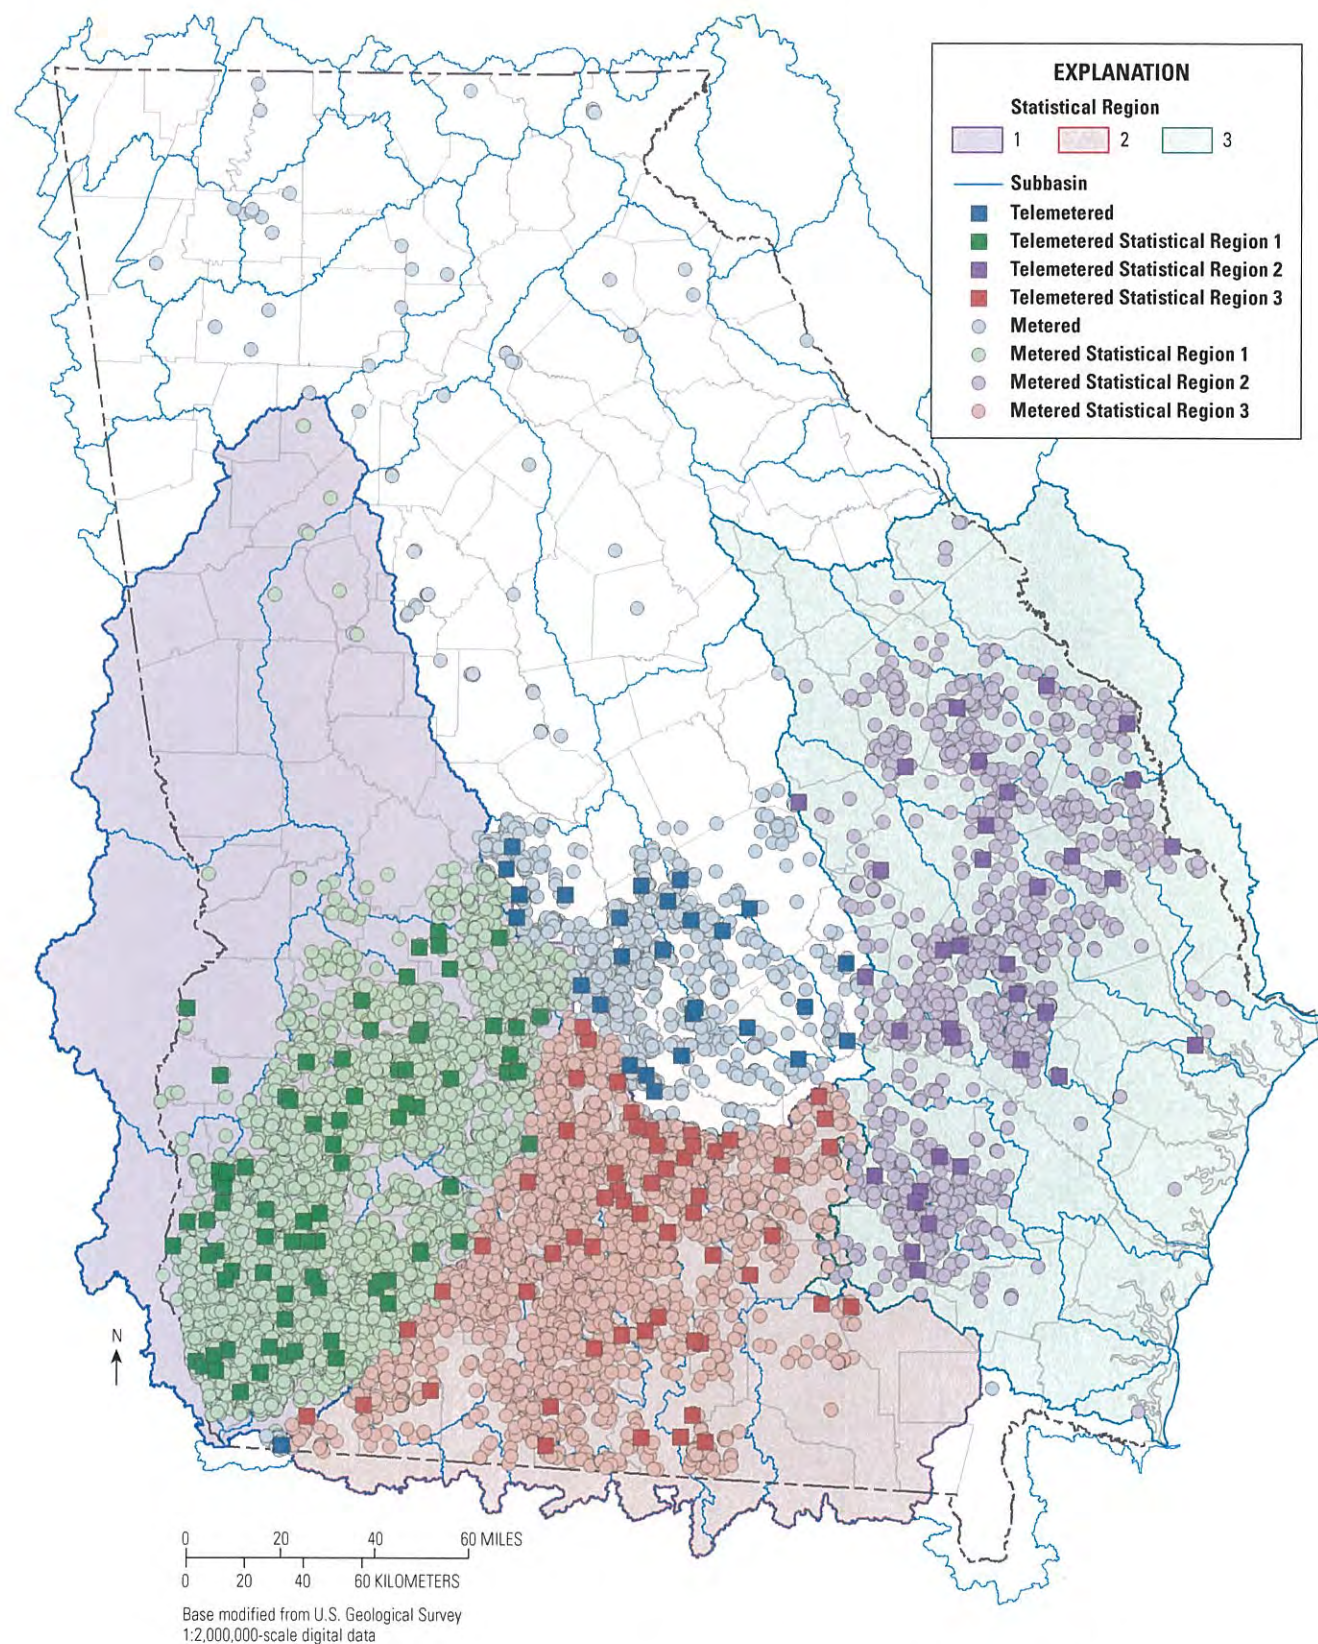 EXPLANATION
Statistical Region
1 2 3
Subbasin
Telemetered
Telemetered Statistical Region 1
Telemetered Statistical Region 2
Telemetered Statistical Region 3
Metered
Metered Statistical Region 1
Metered Statistical Region 2
Metered Statistical Region 3
N
0 20 40 60 MILES
0 20 40 60 KILOMETERS
Base modified from U.S. Geological Survey
1:2,000,000-scale digital data